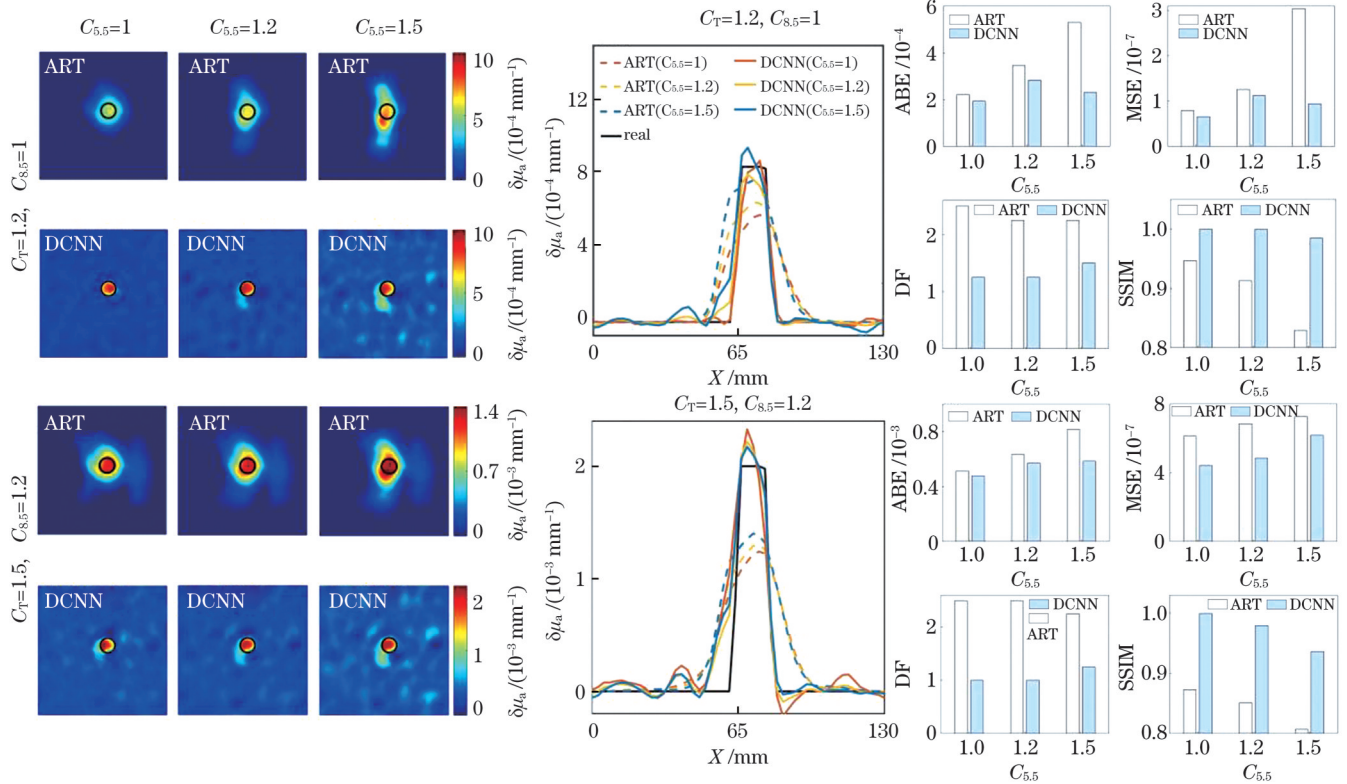 C5.5=1 C5.5=1.2 C5.5=1.5
CT=1.2, C8.5=1
ART ART ART
10
5
0
δμa/(10−4 mm−1)
DCNN DCNN DCNN
10
5
0
δμa/(10−4 mm−1)
CT=1.5, C8.5=1.2
ART ART ART
1.4
0.7
0
δμa/(10−3 mm−1)
DCNN DCNN DCNN
2
1
0
δμa/(10−3 mm−1)
CT=1.2, C8.5=1
ART(C5.5=1) DCNN(C5.5=1)
ART(C5.5=1.2) DCNN(C5.5=1.2)
ART(C5.5=1.5) DCNN(C5.5=1.5)
real
δμa/(10−4 mm−1)
12
8
4
0
0 65 130
X /mm
CT=1.5, C8.5=1.2
δμa/(10−3 mm−1)
2
1
0
0 65 130
X /mm
ABE /10−4
6
4
2
0
ART
DCNN
1.0 1.2 1.5
C5.5
MSE /10−7
3
2
1
0
ART
DCNN
1.0 1.2 1.5
C5.5
DF
2
1
0
ART DCNN
1.0 1.2 1.5
C5.5
SSIM
1.0
0.9
0.8
ART DCNN
1.0 1.2 1.5
C5.5
ABE /10−3
0.8
0.4
0
ART DCNN
1.0 1.2 1.5
C5.5
MSE /10−7
8
4
0
ART DCNN
1.0 1.2 1.5
C5.5
DF
2
1
0
DCNN
ART
1.0 1.2 1.5
C5.5
SSIM
1.0
0.9
0.8
ART DCNN
1.0 1.2 1.5
C5.5